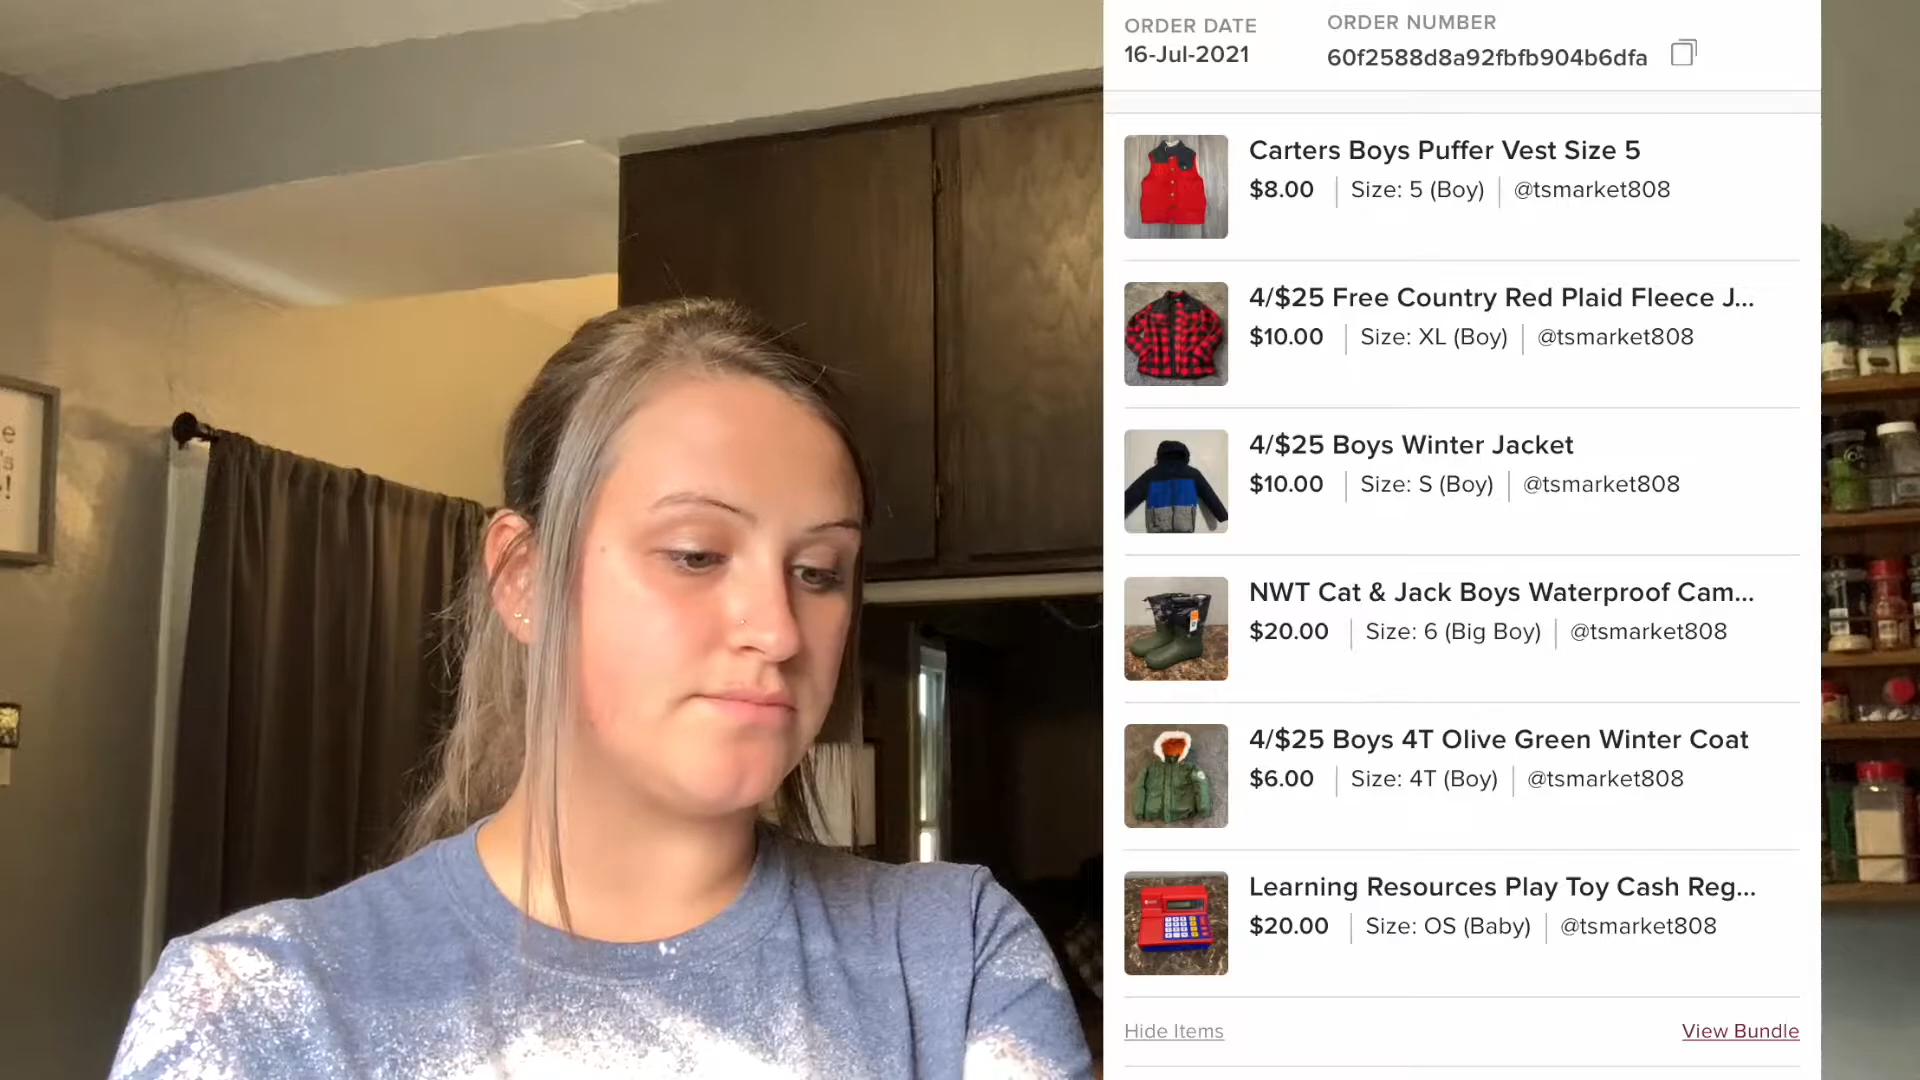 ORDER DATE
16-Jul-2021
ORDER NUMBER
60f2588d8a92fbfb904b6dfa
Carters Boys Puffer Vest Size 5
$8.00 Size: 5 (Boy) @tsmarket808
4/$25 Free Country Red Plaid Fleece J...
$10.00 Size: XL (Boy) @tsmarket808
4/$25 Boys Winter Jacket
$10.00 Size: S (Boy) @tsmarket808
NWT Cat & Jack Boys Waterproof Cam...
$20.00 Size: 6 (Big Boy) @tsmarket808
4/$25 Boys 4T Olive Green Winter Coat
$6.00 Size: 4T (Boy) @tsmarket808
Learning Resources Play Toy Cash Reg...
$20.00 Size: OS (Baby) @tsmarket808
Hide Items
View Bundle